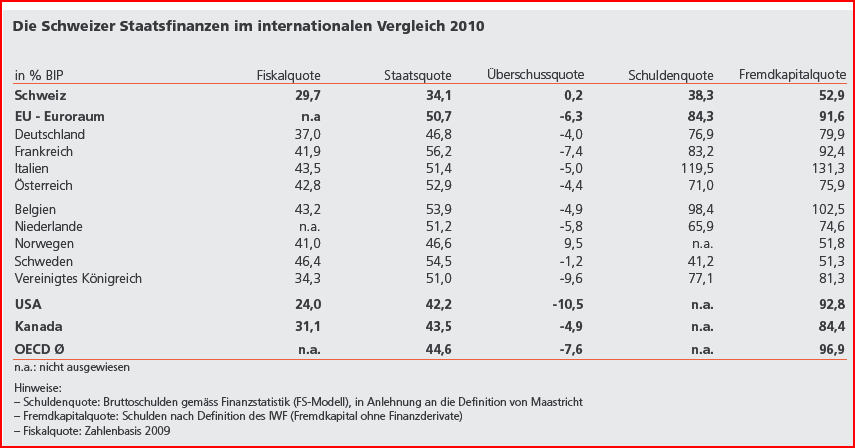 Die Schweizer Staatsfinanzen im internationalen Vergleich 2010
in % BIP Fiskalquote Staatsquote Überschussquote Schuldenquote Fremdkapitalquote
Schweiz 29,7 34,1 0,2 38,3 52,9
EU - Euroraum n.a 50,7 -6,3 84,3 91,6
Deutschland 37,0 46,8 -4,0 76,9 79,9
Frankreich 41,9 56,2 -7,4 83,2 92,4
Italien 43,5 51,4 -5,0 119,5 131,3
Österreich 42,8 52,9 -4,4 71,0 75,9
Belgien 43,2 53,9 -4,9 98,4 102,5
Niederlande n.a. 51,2 -5,8 65,9 74,6
Norwegen 41,0 46,6 9,5 n.a. 51,8
Schweden 46,4 54,5 -1,2 41,2 51,3
Vereinigtes Königreich 34,3 51,0 -9,6 77,1 81,3
USA 24,0 42,2 -10,5 n.a. 92,8
Kanada 31,1 43,5 -4,9 n.a. 84,4
OECD Ø n.a. 44,6 -7,6 n.a. 96,9
n.a.: nicht ausgewiesen
Hinweise:
– Schuldenquote: Bruttoschulden gemäss Finanzstatistik (FS-Modell), in Anlehnung an die Definition von Maastricht
– Fremdkapitalquote: Schulden nach Definition des IWF (Fremdkapital ohne Finanzderivate)
– Fiskalquote: Zahlenbasis 2009